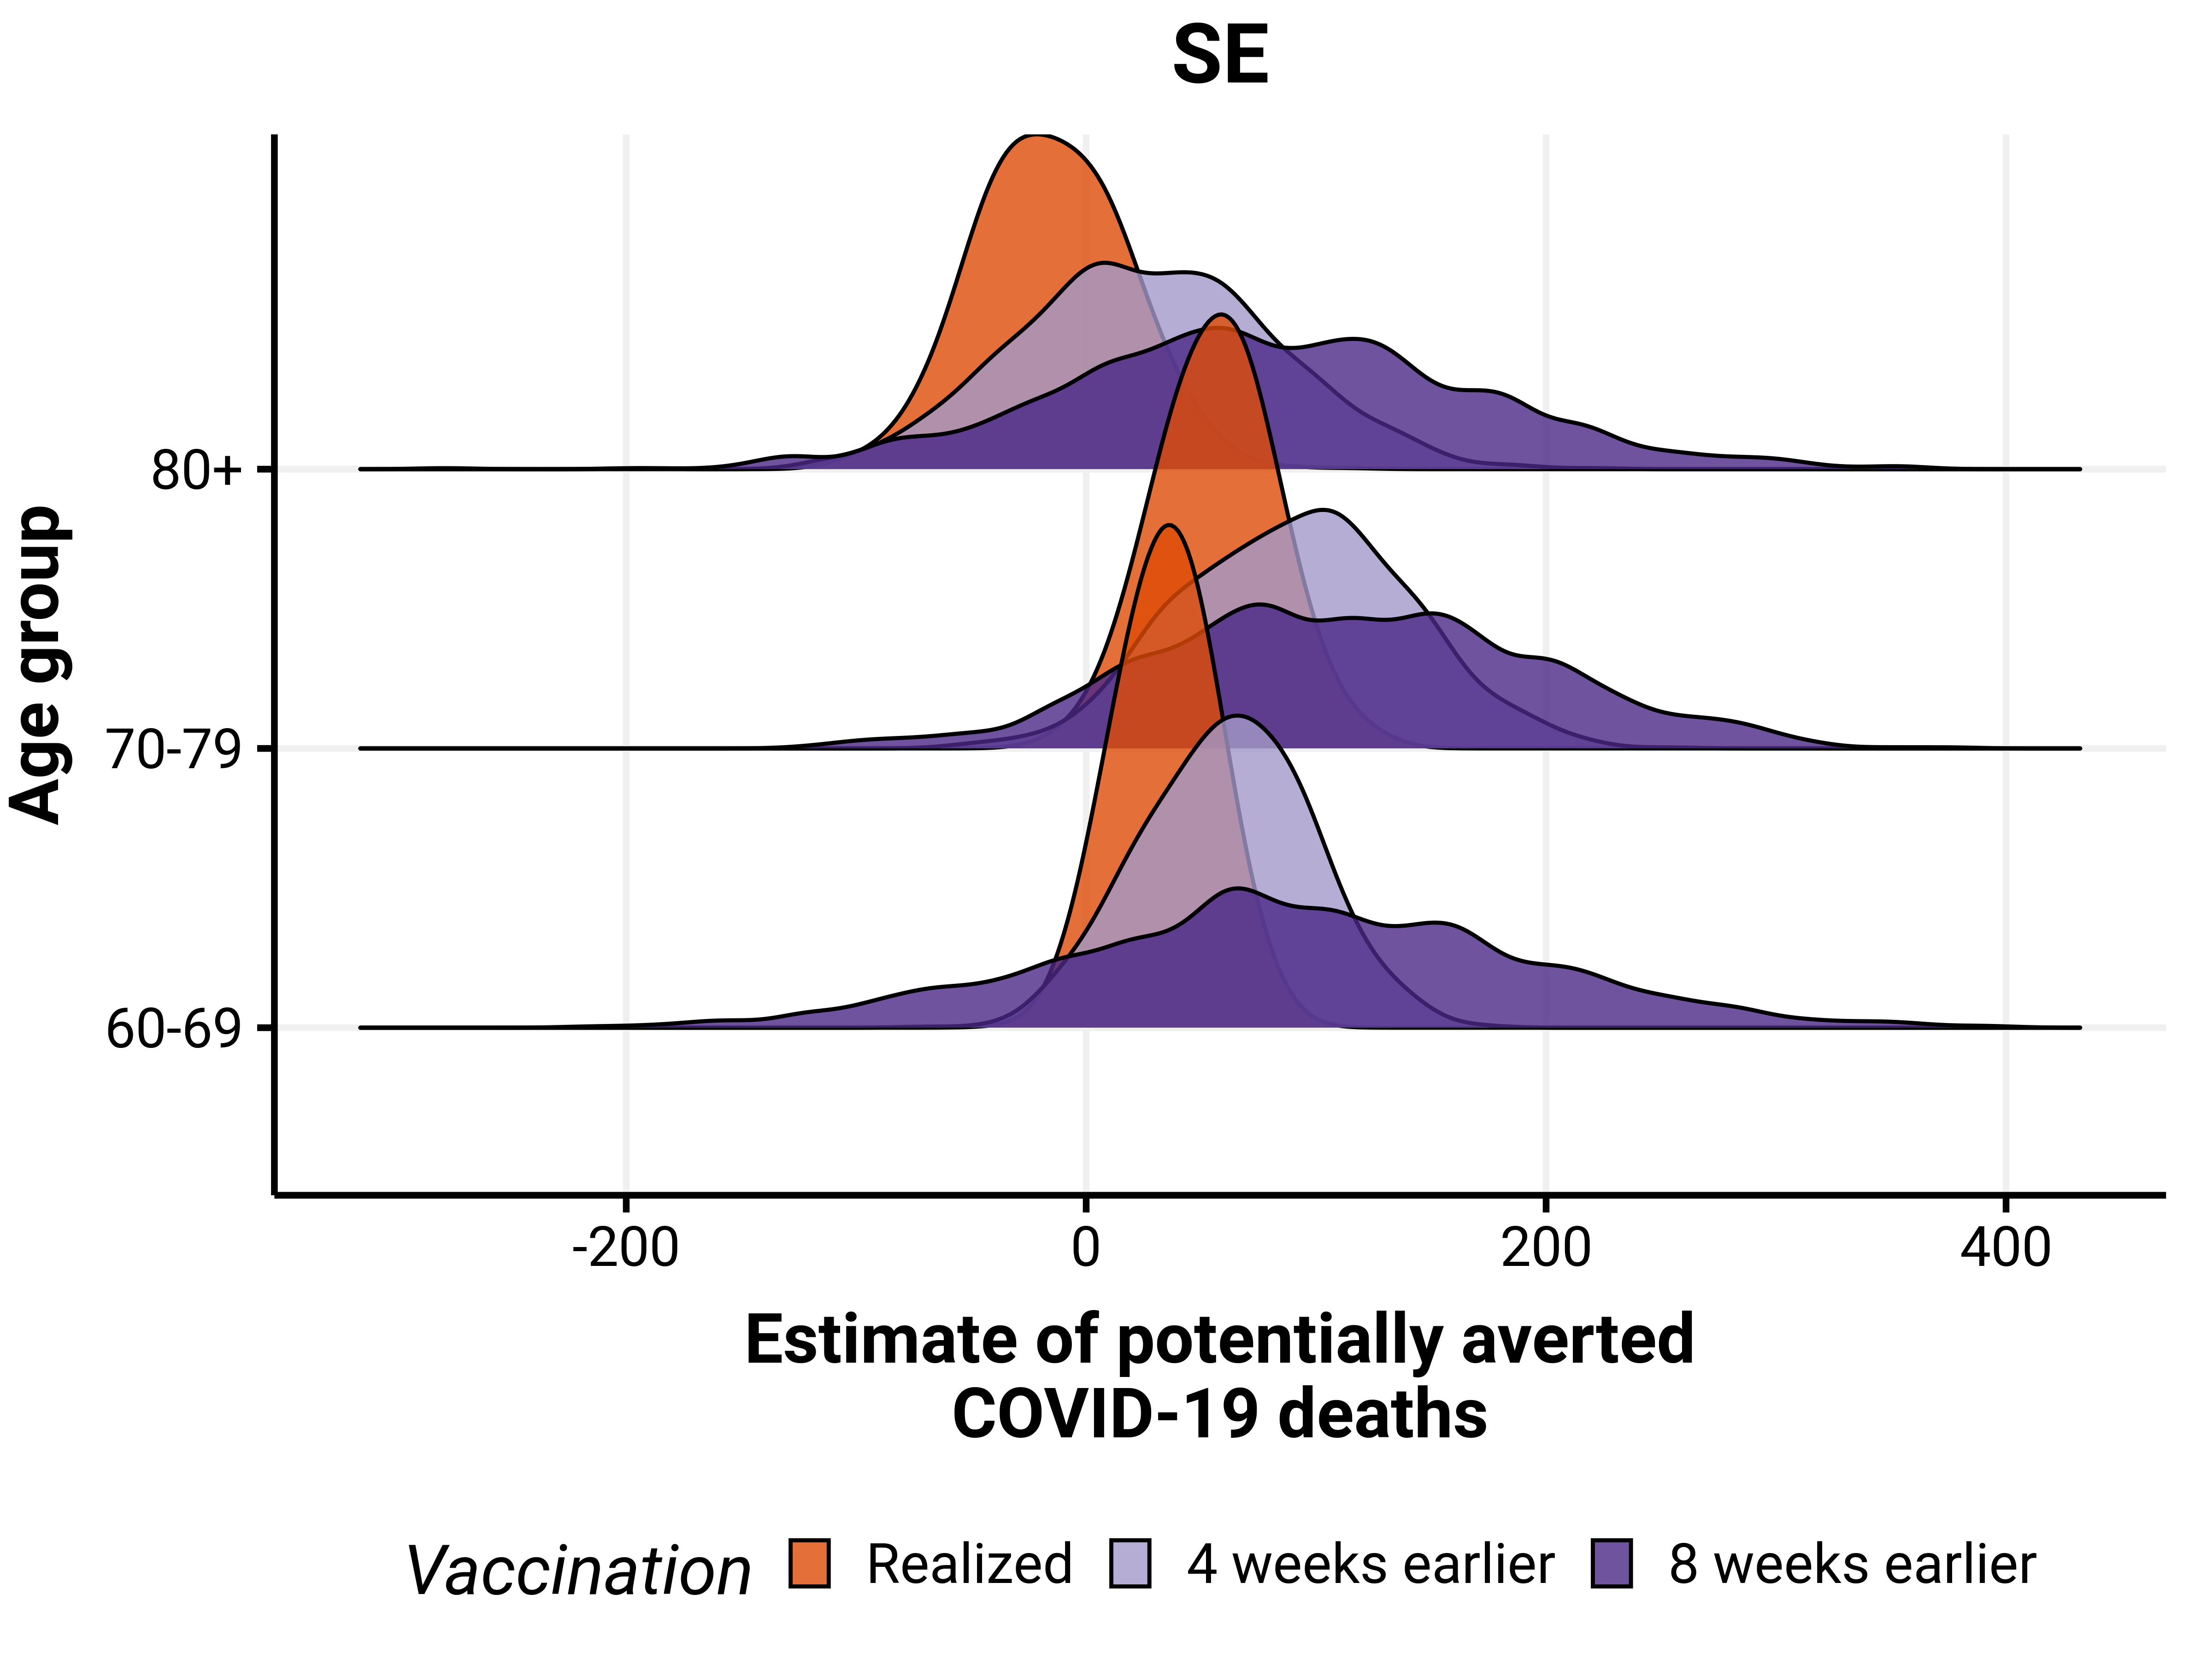 SE
Age group
80+
70-79
60-69
-200 0 200 400
Estimate of potentially averted
COVID-19 deaths
Vaccination Realized 4 weeks earlier 8 weeks earlier